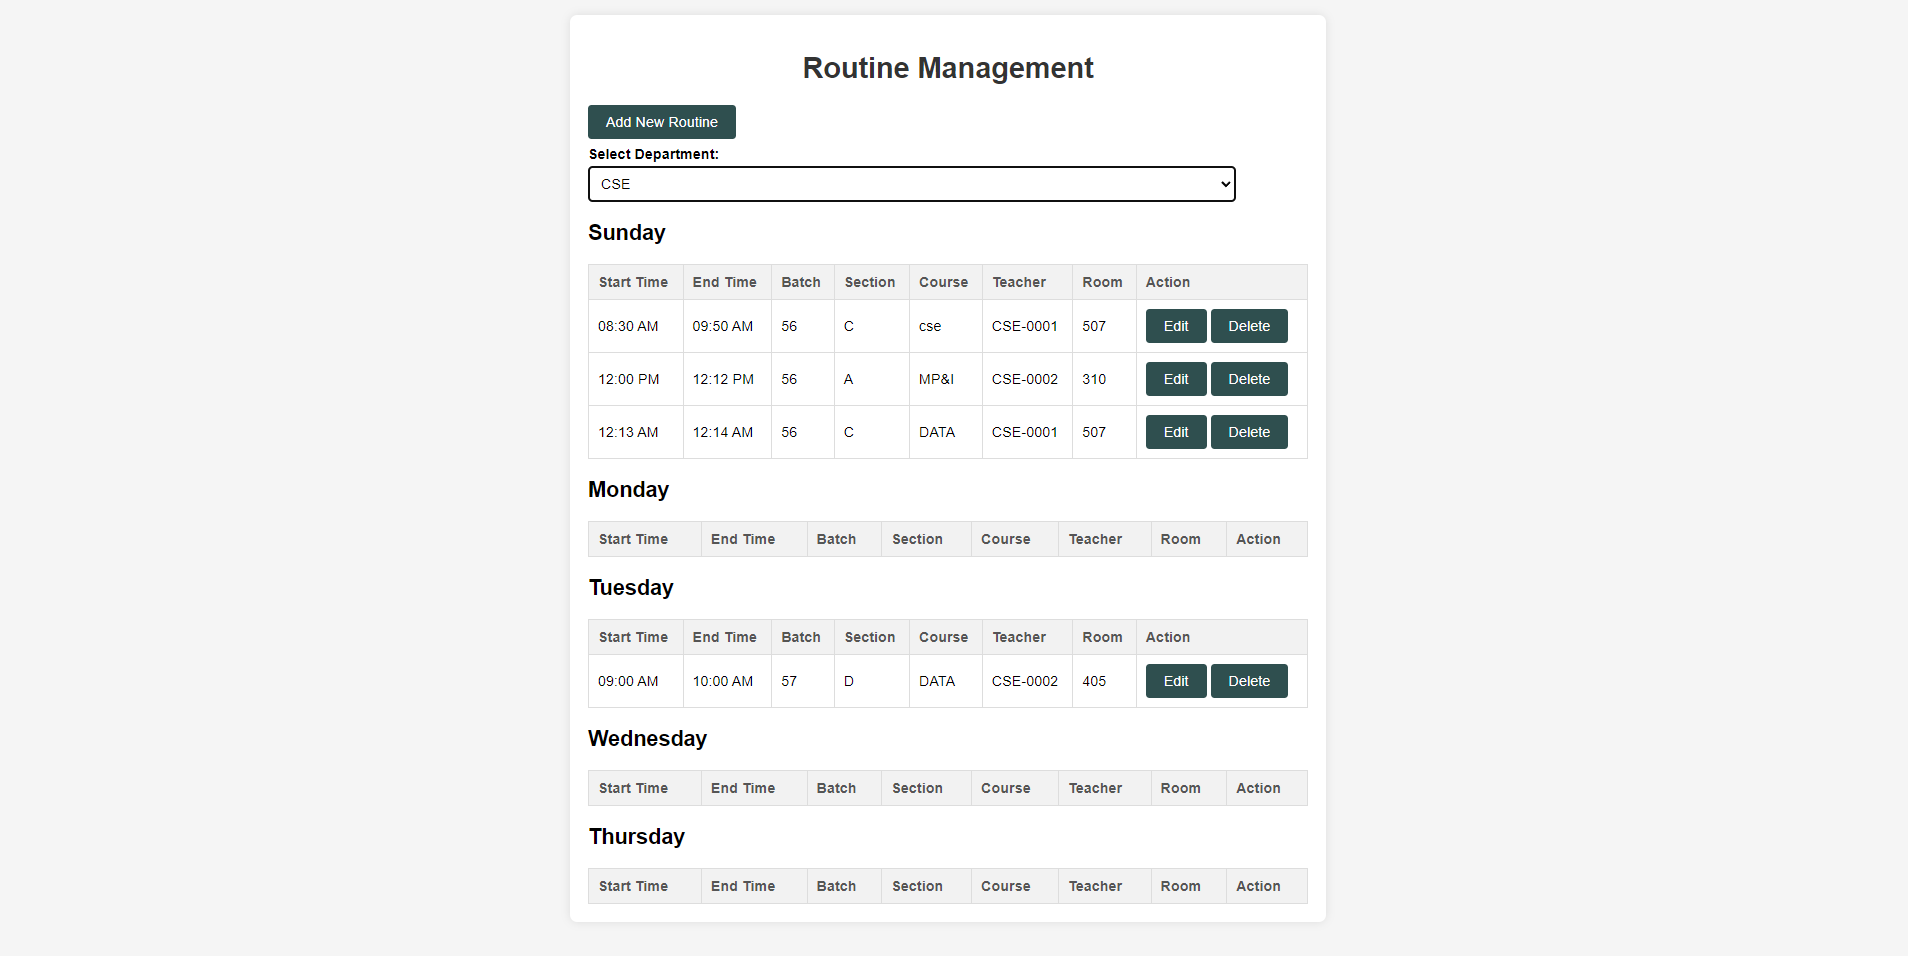 Routine Management
Add New Routine
Select Department:
CSE
Sunday
Start Time End Time Batch Section Course Teacher Room Action
08:30 AM 09:50 AM 56 C cse CSE-0001 507 Edit Delete
12:00 PM 12:12 PM 56 A MP&I CSE-0002 310 Edit Delete
12:13 AM 12:14 AM 56 C DATA CSE-0001 507 Edit Delete
Monday
Start Time End Time Batch Section Course Teacher Room Action
Tuesday
Start Time End Time Batch Section Course Teacher Room Action
09:00 AM 10:00 AM 57 D DATA CSE-0002 405 Edit Delete
Wednesday
Start Time End Time Batch Section Course Teacher Room Action
Thursday
Start Time End Time Batch Section Course Teacher Room Action